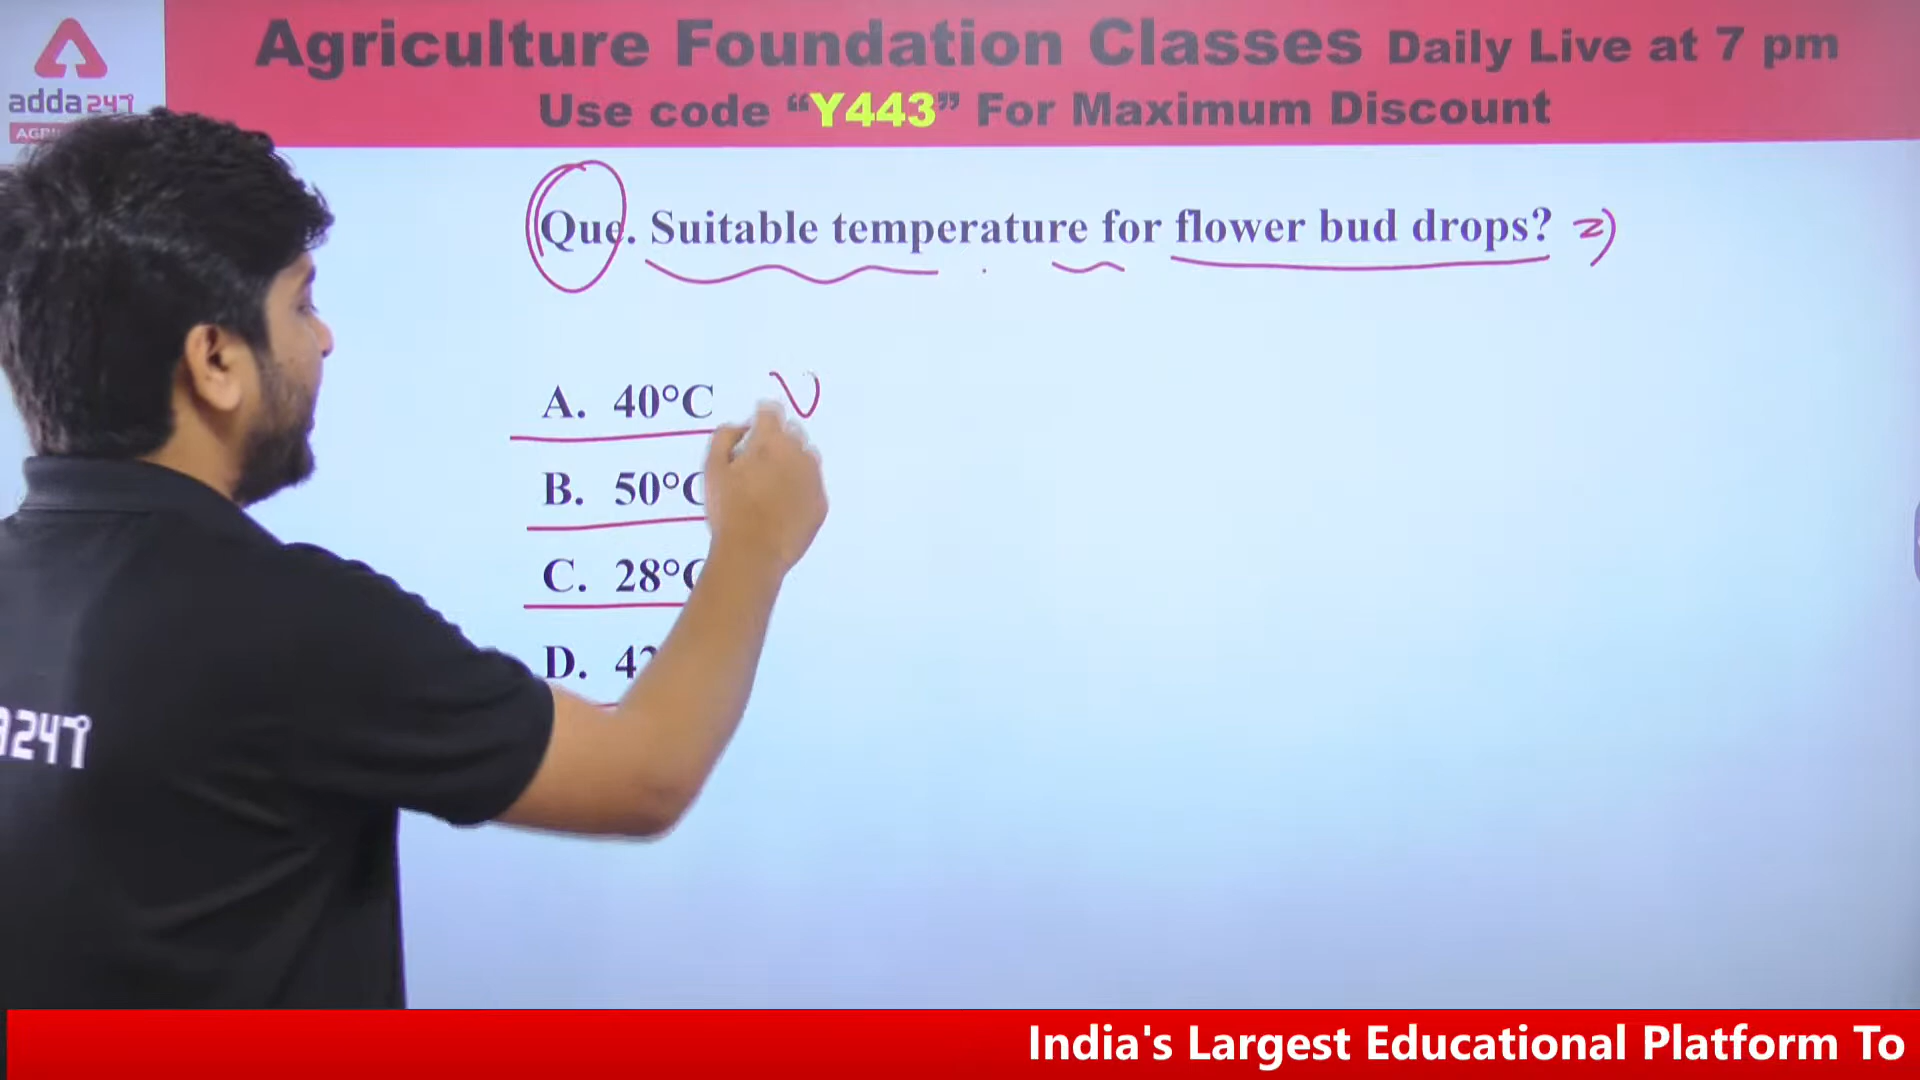 Agriculture Foundation Classes Daily Live at 7 pm
adda247
Use code “Y443” For Maximum Discount
Que. Suitable temperature for flower bud drops?
A. 40°C
B. 50°C
C. 28°C
D.
a247
India's Largest Educational Platform To